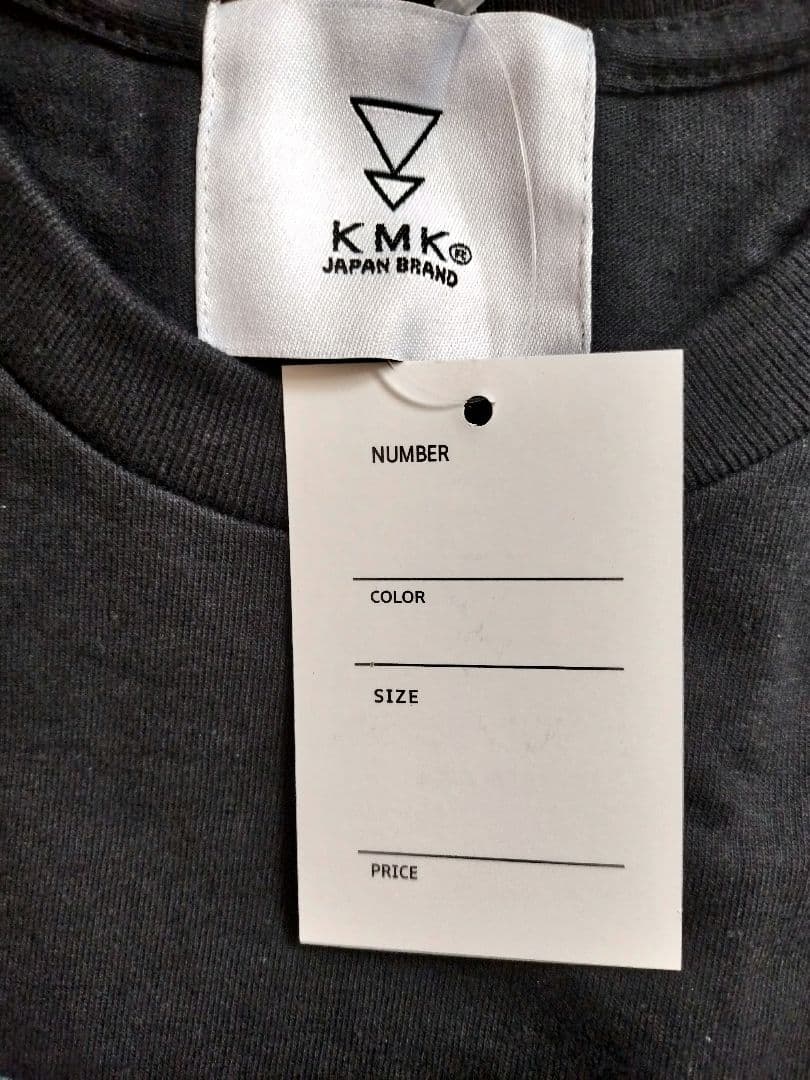 KMK®
JAPAN BRAND
NUMBER
COLOR
SIZE
PRICE